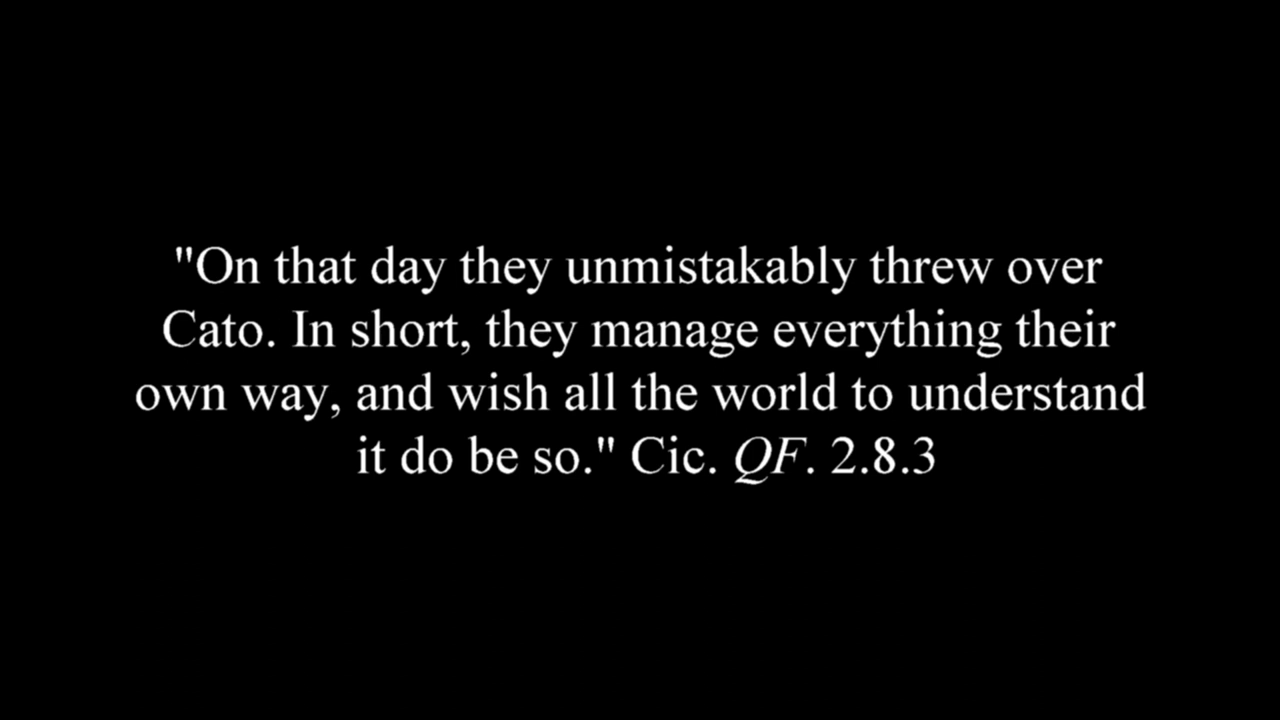 "On that day they unmistakably threw over
Cato. In short, they manage everything their
own way, and wish all the world to understand
it do be so." Cic. QF. 2.8.3